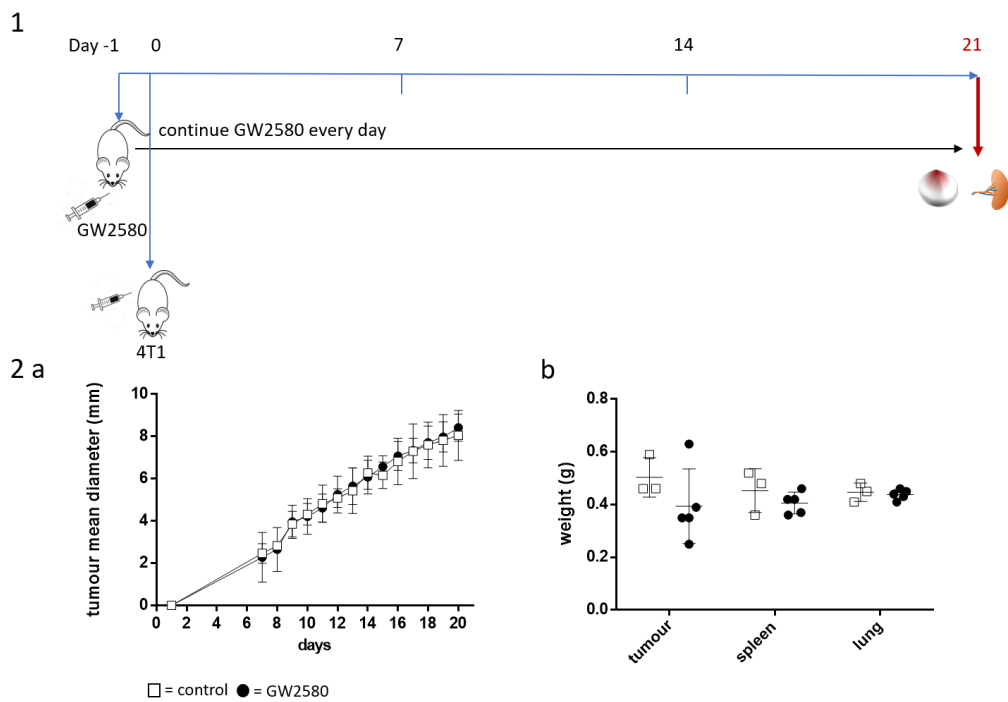 1
Day -1 0 7 14 21
continue GW2580 every day
GW2580
4T1
2 a
tumour mean diameter (mm)
10
8
6
4
2
0
0 2 4 6 8 10 12 14 16 18 20
days
□ = control ● = GW2580
b
weight (g)
0.8
0.6
0.4
0.2
0.0
tumour
spleen
lung